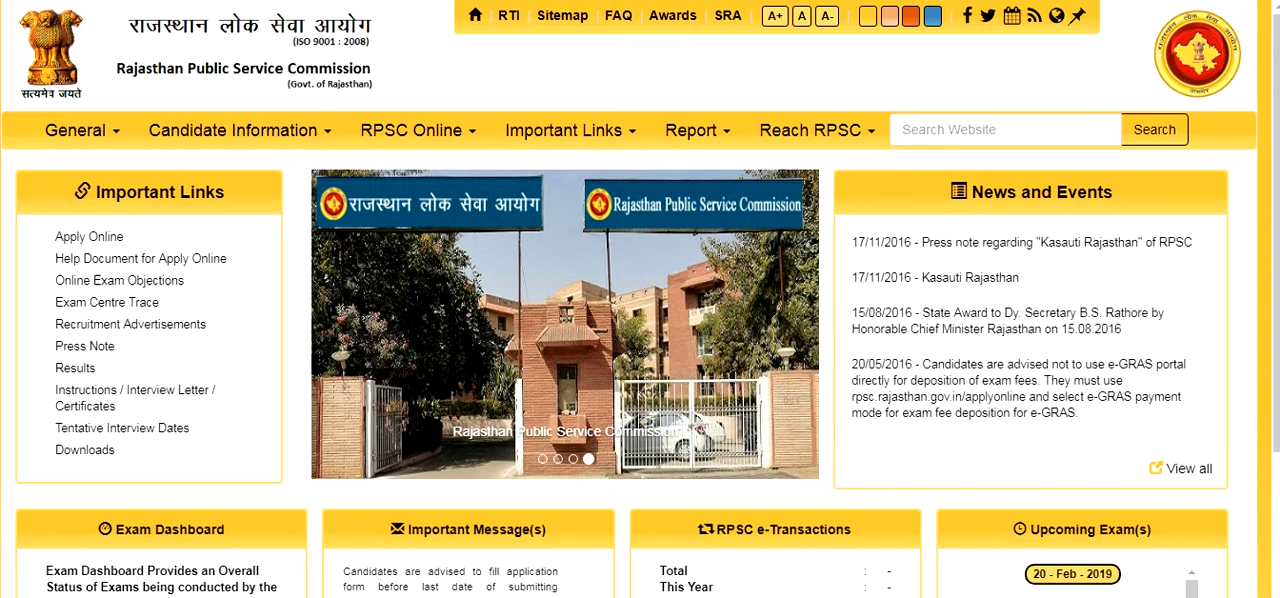 राजस्थान लोक सेवा आयोग
(ISO 9001 : 2008)
Rajasthan Public Service Commission
(Govt. of Rajasthan)
सत्यमेव जयते
RTI | Sitemap | FAQ | Awards | SRA | A+ A A- |
General Candidate Information RPSC Online Important Links Report Reach RPSC Search Website Search
Important Links
Apply Online
Help Document for Apply Online
Online Exam Objections
Exam Centre Trace
Recruitment Advertisements
Press Note
Results
Instructions / Interview Letter /
Certificates
Tentative Interview Dates
Downloads
राजस्थान लोक सेवा आयोग
Rajasthan Public Service Commission
Rajasthan Public Service Commission
News and Events
17/11/2016 - Press note regarding "Kasauti Rajasthan" of RPSC
17/11/2016 - Kasauti Rajasthan
15/08/2016 - State Award to Dy. Secretary B.S. Rathore by
Honorable Chief Minister Rajasthan on 15.08.2016
20/05/2016 - Candidates are advised not to use e-GRAS portal
directly for deposition of exam fees. They must use
rpsc.rajasthan.gov.in/applyonline and select e-GRAS payment
mode for exam fee deposition for e-GRAS.
View all
Exam Dashboard
Exam Dashboard Provides an Overall
Status of Exams being conducted by the
Important Message(s)
Candidates are advised to fill application
form before last date of submitting
RPSC e-Transactions
Total : -
This Year : -
Upcoming Exam(s)
20 - Feb - 2019